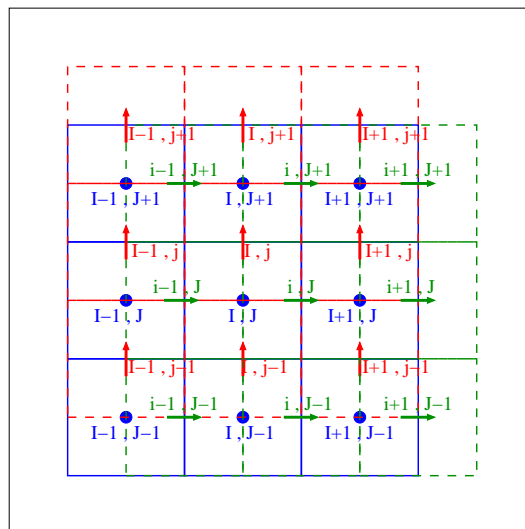 I−1 , j+1 I , j+1 I+1 , j+1
i−1 , J+1 i , J+1 i+1 , J+1
I−1 , J+1 I , J+1 I+1 , J+1
I−1 , j I , j I+1 , j
i−1 , J i , J i+1 , J
I−1 , J I , J I+1 , J
I−1 , j−1 I , j−1 I+1 , j−1
i−1 , J−1 i , J−1 i+1 , J−1
I−1 , J−1 I , J−1 I+1 , J−1